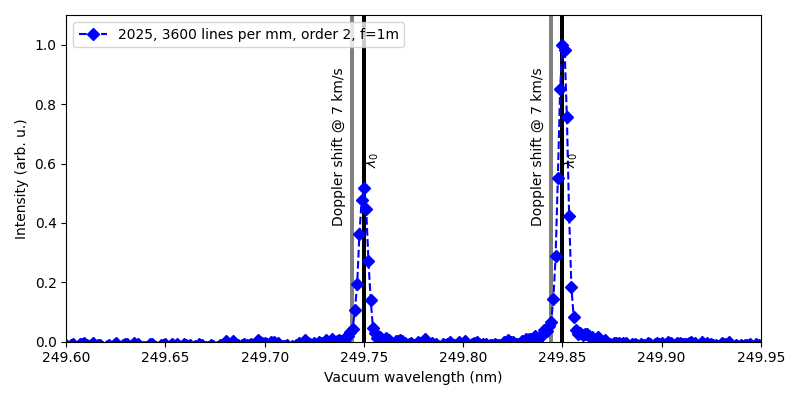 2025, 3600 lines per mm, order 2, f=1m
Intensity (arb. u.)
1.0
0.8
0.6
0.4
0.2
0.0
Doppler shift @ 7 km/s
λ0
Doppler shift @ 7 km/s
λ0
249.60 249.65 249.70 249.75 249.80 249.85 249.90 249.95
Vacuum wavelength (nm)